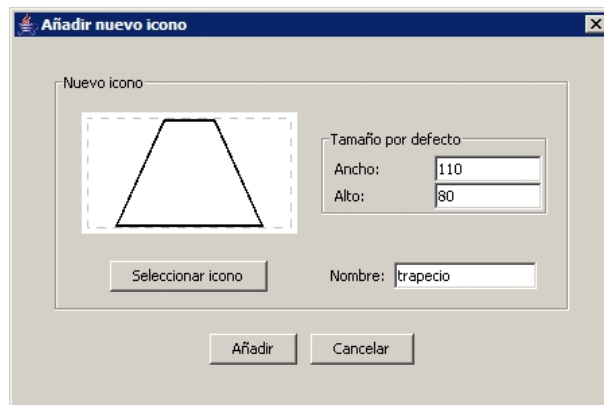 Añadir nuevo icono
Nuevo icono
Tamaño por defecto
Ancho: 110
Alto: 80
Seleccionar icono
Nombre: trapecio
Añadir Cancelar